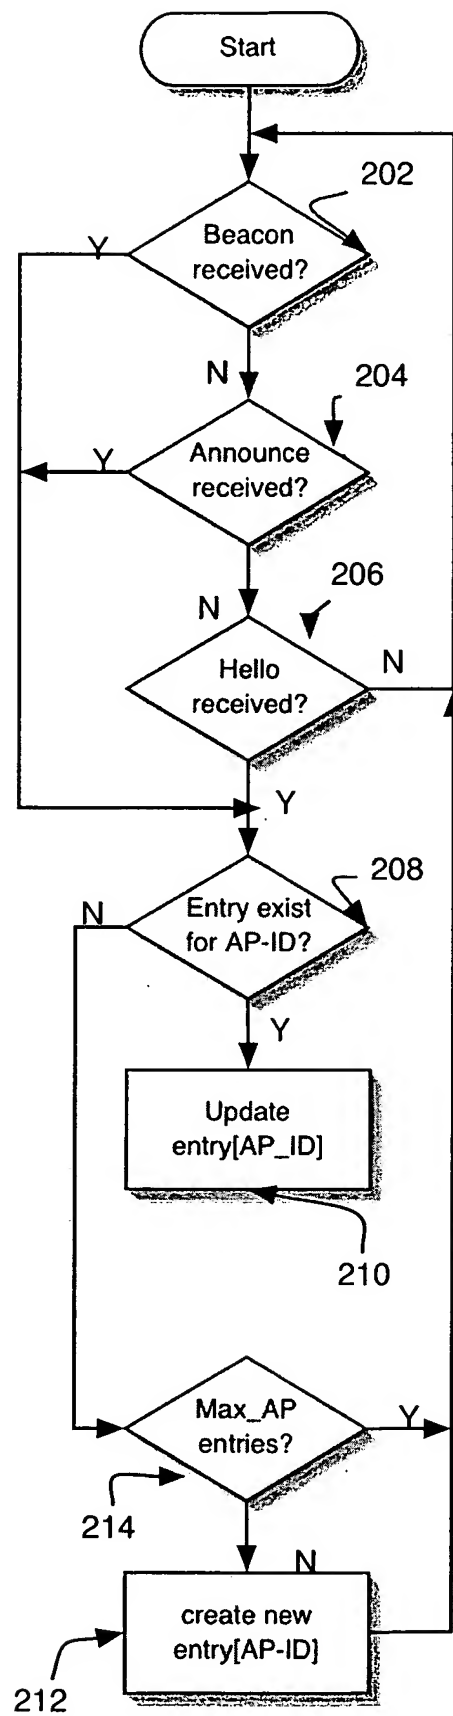 Start
202
Beacon
received?
Y
N
204
Announce
received?
Y
N
206
Hello
received?
N
Y
208
Entry exist
for AP-ID?
N
Y
Update
entry[AP_ID]
210
Max_AP
entries?
Y
214
N
create new
entry[AP-ID]
212